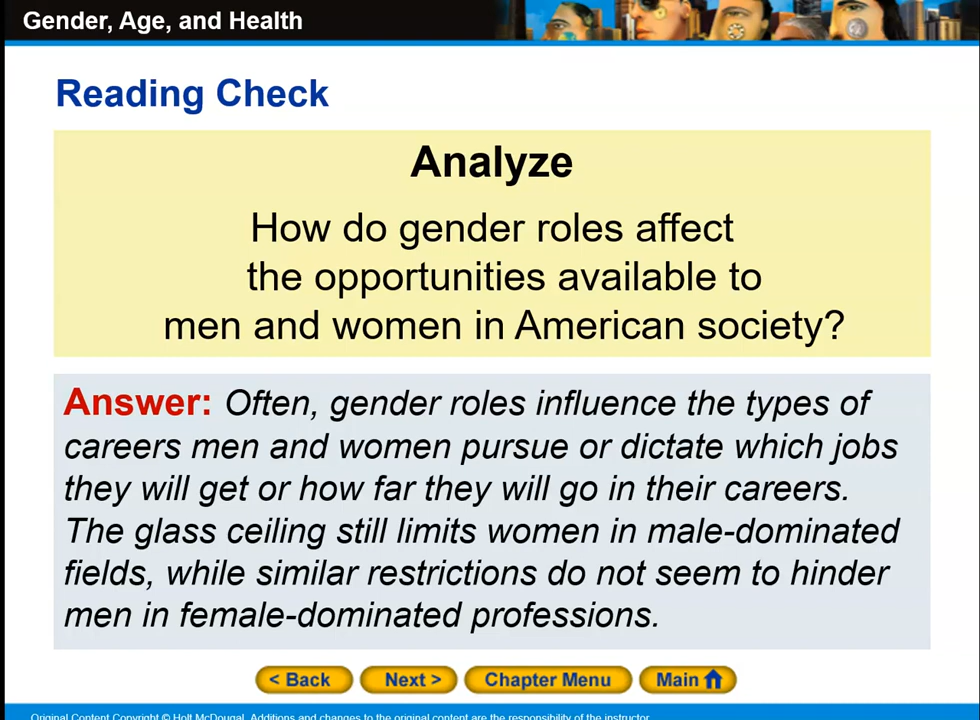 Gender, Age, and Health
Reading Check
Analyze
How do gender roles affect
the opportunities available to
men and women in American society?
Answer: Often, gender roles influence the types of
careers men and women pursue or dictate which jobs
they will get or how far they will go in their careers.
The glass ceiling still limits women in male-dominated
fields, while similar restrictions do not seem to hinder
men in female-dominated professions.
< Back Next > Chapter Menu Main
Original Content Copyright © Holt McDougal. Additions and changes to the original content are the responsibility of the instructor.